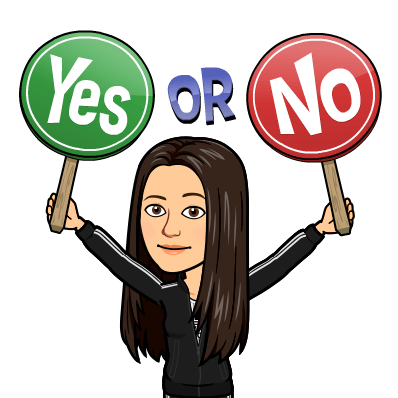 Yes OR No